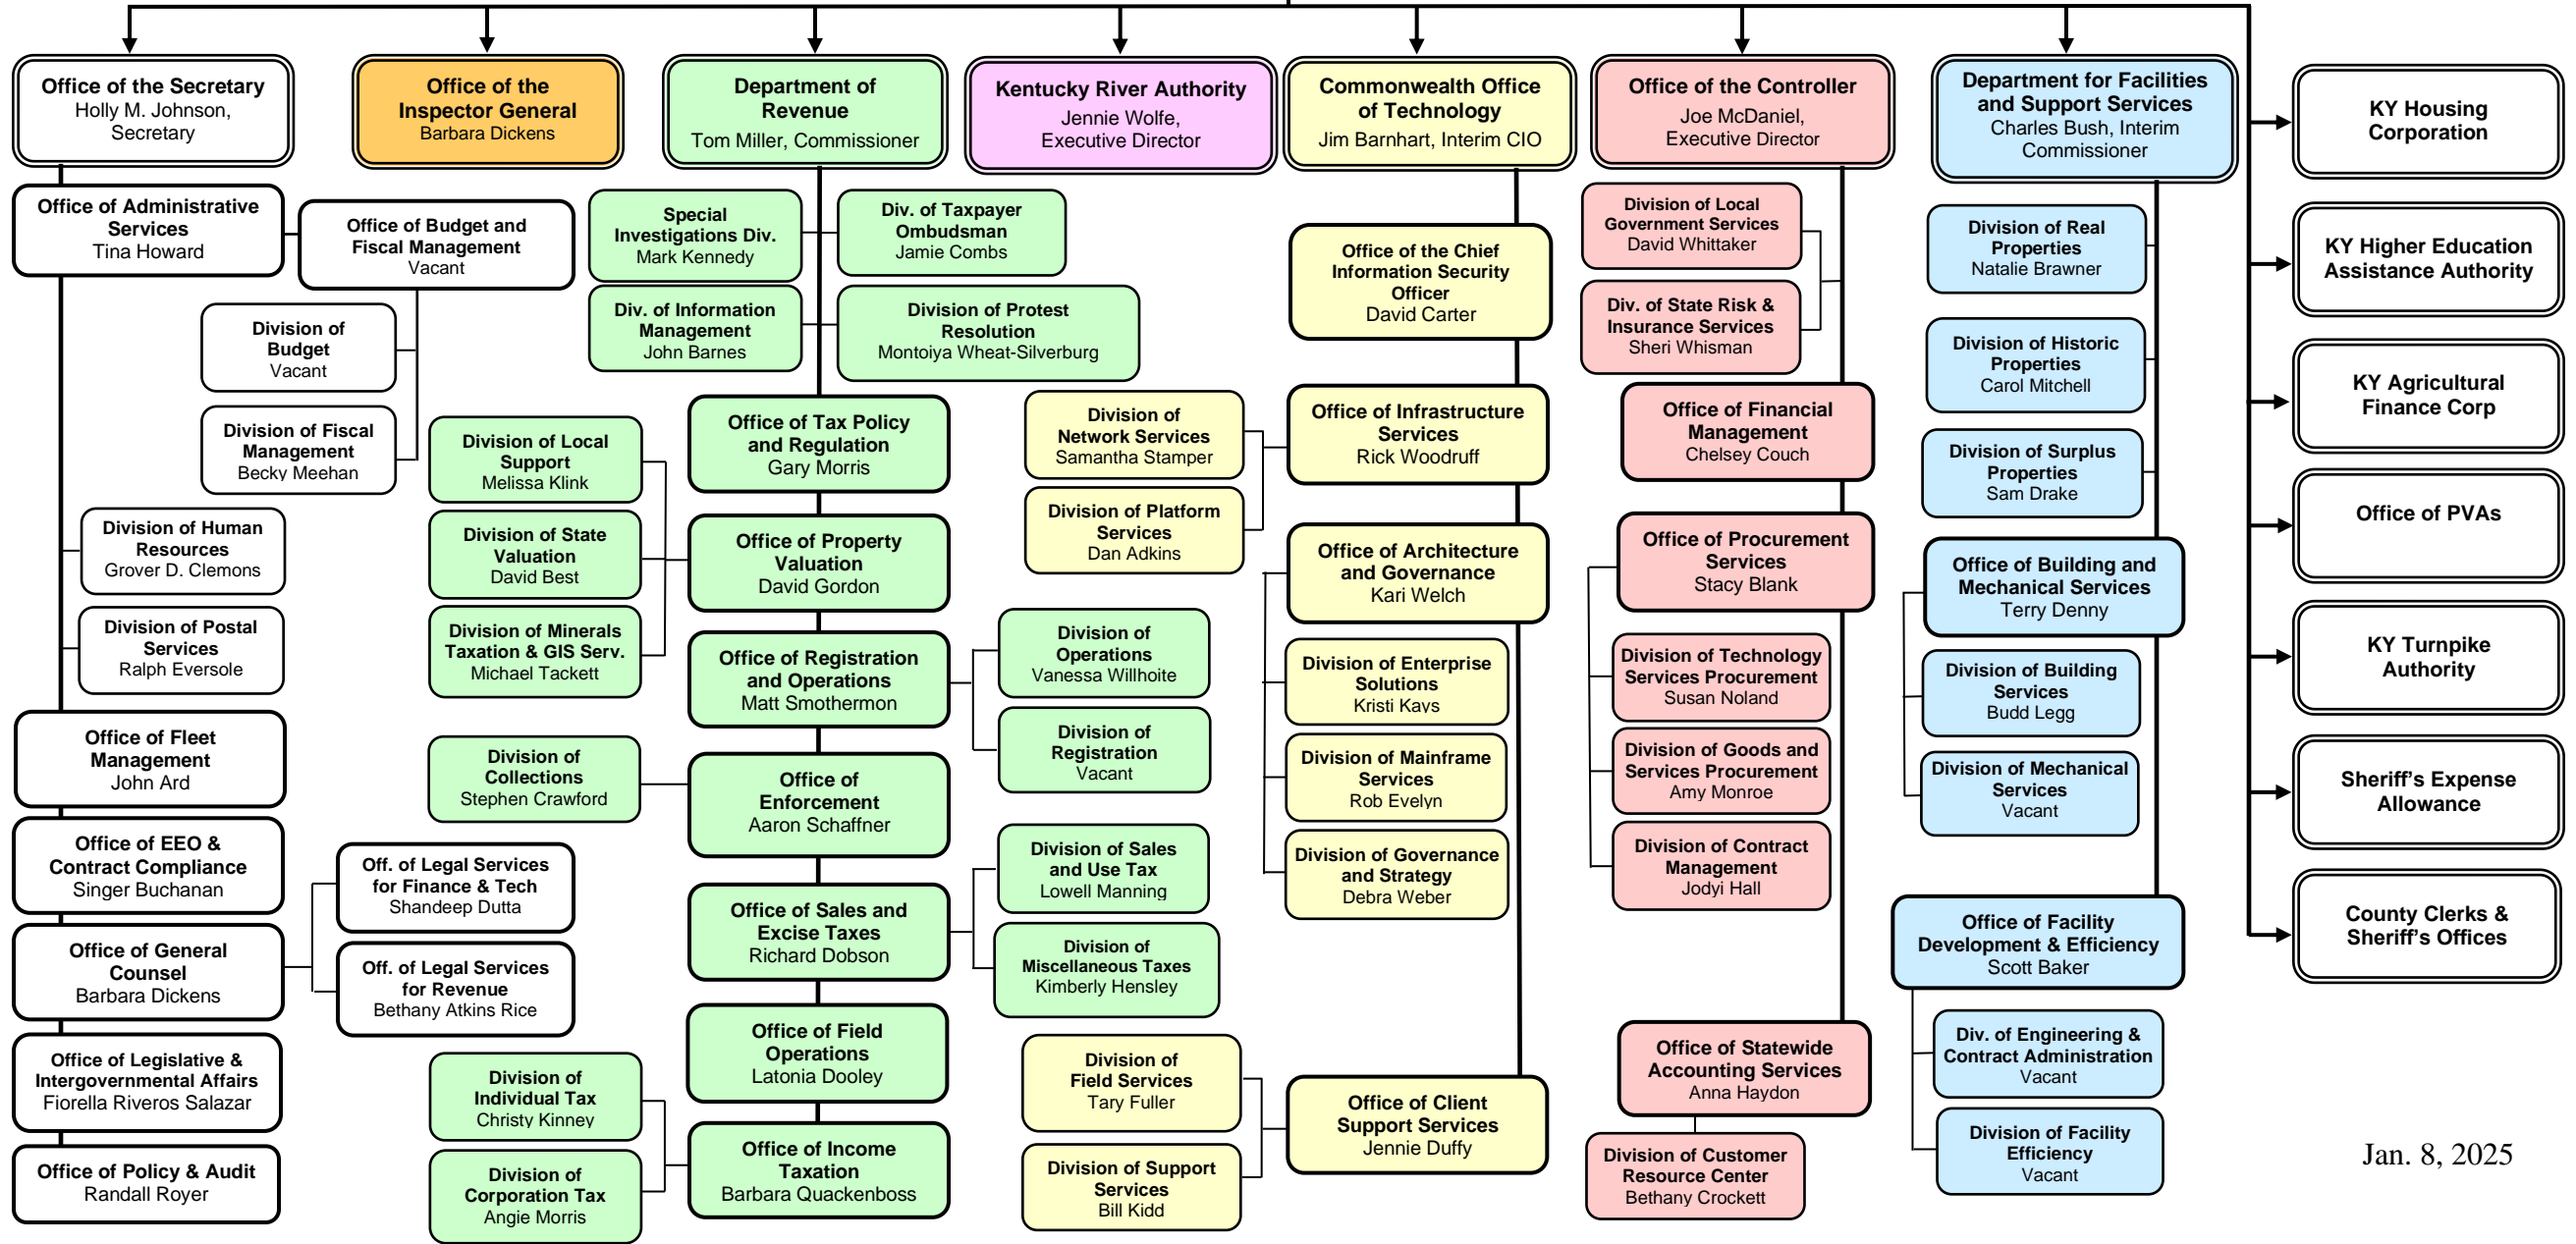 Office of the Secretary
Holly M. Johnson,
Secretary
Office of the
Inspector General
Barbara Dickens
Department of
Revenue
Tom Miller, Commissioner
Kentucky River Authority
Jennie Wolfe,
Executive Director
Commonwealth Office
of Technology
Jim Barnhart, Interim CIO
Office of the Controller
Joe McDaniel,
Executive Director
Department for Facilities
and Support Services
Charles Bush, Interim
Commissioner
Office of Administrative
Services
Tina Howard
Office of Budget and
Fiscal Management
Vacant
Division of
Budget
Vacant
Division of Fiscal
Management
Becky Meehan
Division of Human
Resources
Grover D. Clemons
Division of Postal
Services
Ralph Eversole
Office of Fleet
Management
John Ard
Office of EEO &
Contract Compliance
Singer Buchanan
Office of General
Counsel
Barbara Dickens
Off. of Legal Services
for Finance & Tech
Shandeep Dutta
Off. of Legal Services
for Revenue
Bethany Atkins Rice
Office of Legislative &
Intergovernmental Affairs
Fiorella Riveros Salazar
Office of Policy & Audit
Randall Royer
Special
Investigations Div.
Mark Kennedy
Div. of Taxpayer
Ombudsman
Jamie Combs
Div. of Information
Management
John Barnes
Division of Protest
Resolution
Montoiya Wheat-Silverburg
Office of Tax Policy
and Regulation
Gary Morris
Division of Local
Support
Melissa Klink
Division of State
Valuation
David Best
Division of Minerals
Taxation & GIS Serv.
Michael Tackett
Office of Property
Valuation
David Gordon
Office of Registration
and Operations
Matt Smothermon
Division of
Operations
Vanessa Willhoite
Division of
Registration
Vacant
Division of
Collections
Stephen Crawford
Office of
Enforcement
Aaron Schaffner
Office of Sales and
Excise Taxes
Richard Dobson
Division of Sales
and Use Tax
Lowell Manning
Division of
Miscellaneous Taxes
Kimberly Hensley
Office of Field
Operations
Latonia Dooley
Division of
Individual Tax
Christy Kinney
Division of
Corporation Tax
Angie Morris
Office of Income
Taxation
Barbara Quackenboss
Office of the Chief
Information Security
Officer
David Carter
Division of
Network Services
Samantha Stamper
Division of Platform
Services
Dan Adkins
Office of Infrastructure
Services
Rick Woodruff
Office of Architecture
and Governance
Kari Welch
Division of Enterprise
Solutions
Kristi Kays
Division of Mainframe
Services
Rob Evelyn
Division of Governance
and Strategy
Debra Weber
Division of
Field Services
Tary Fuller
Division of Support
Services
Bill Kidd
Office of Client
Support Services
Jennie Duffy
Division of Local
Government Services
David Whittaker
Div. of State Risk &
Insurance Services
Sheri Whisman
Office of Financial
Management
Chelsey Couch
Office of Procurement
Services
Stacy Blank
Division of Technology
Services Procurement
Susan Noland
Division of Goods and
Services Procurement
Amy Monroe
Division of Contract
Management
Jodyi Hall
Office of Statewide
Accounting Services
Anna Haydon
Division of Customer
Resource Center
Bethany Crockett
Division of Real
Properties
Natalie Brawner
Division of Historic
Properties
Carol Mitchell
Division of Surplus
Properties
Sam Drake
Office of Building and
Mechanical Services
Terry Denny
Division of Building
Services
Budd Legg
Division of Mechanical
Services
Vacant
Office of Facility
Development & Efficiency
Scott Baker
Div. of Engineering &
Contract Administration
Vacant
Division of Facility
Efficiency
Vacant
KY Housing
Corporation
KY Higher Education
Assistance Authority
KY Agricultural
Finance Corp
Office of PVAs
KY Turnpike
Authority
Sheriff’s Expense
Allowance
County Clerks &
Sheriff’s Offices
Jan. 8, 2025